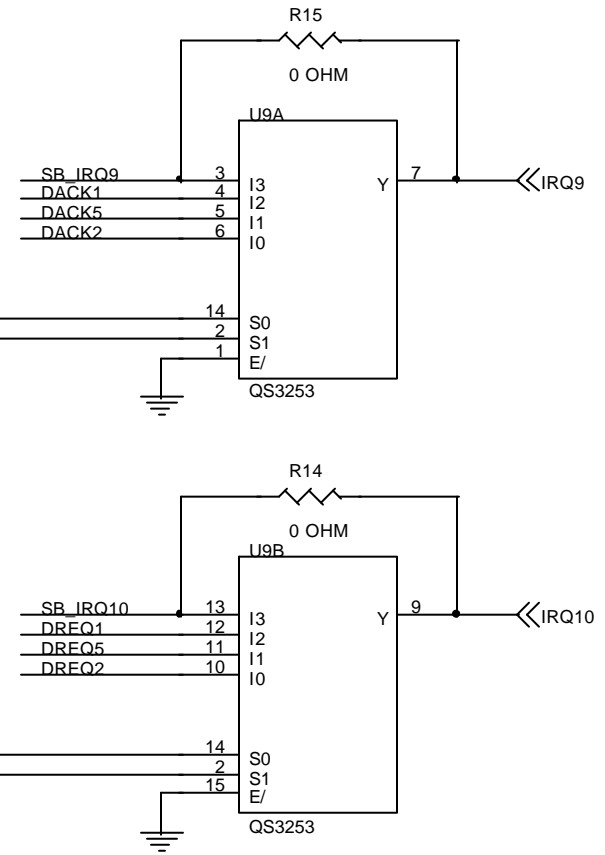 R15
0 OHM
U9A
SB_IRQ9 3 I3 Y 7 IRQ9
DACK1 4 I2
DACK5 5 I1
DACK2 6 I0
14 S0
2 S1
1 E/
QS3253
R14
0 OHM
U9B
SB_IRQ10 13 I3 Y 9 IRQ10
DREQ1 12 I2
DREQ5 11 I1
DREQ2 10 I0
14 S0
2 S1
15 E/
QS3253